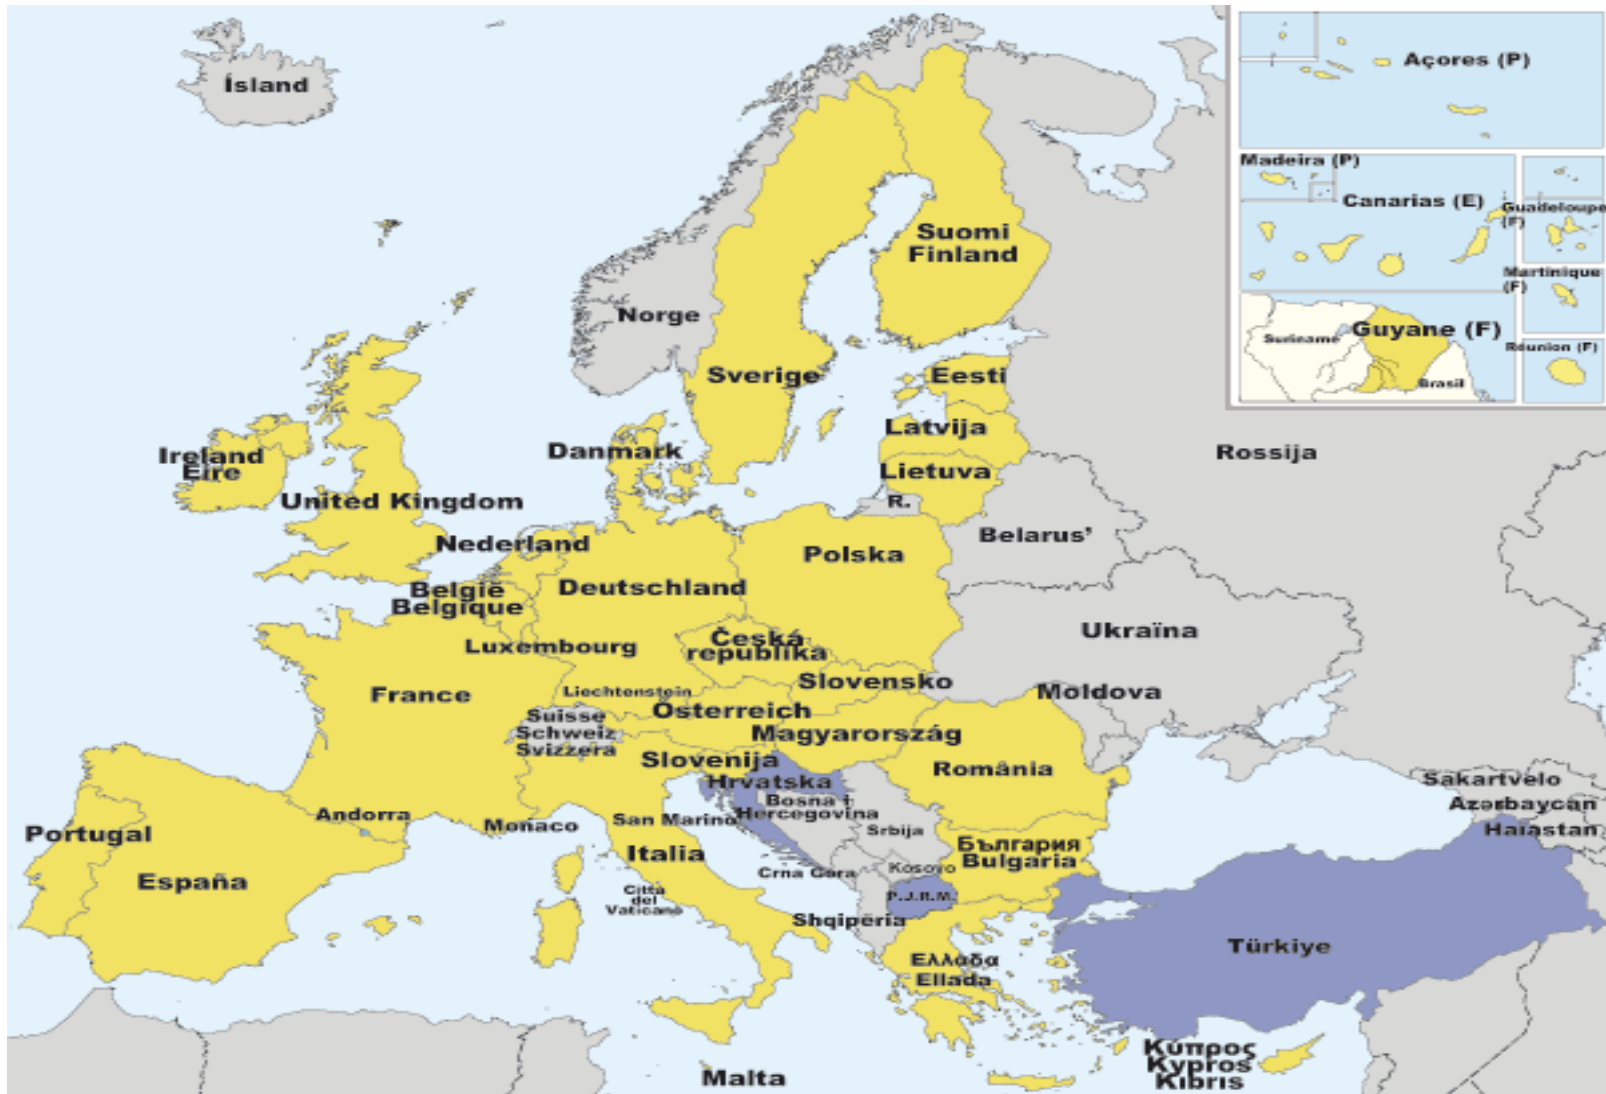 Ísland
Açores (P)
Madeira (P)
Canarias (E)
Guadeloupe
(F)
Martinique
(F)
Suriname
Guyane (F)
Brasil
Réunion (F)
Suomi
Finland
Norge
Sverige
Eesti
Latvija
Lietuva
R.
Rossija
Danmark
Ireland
Éire
United Kingdom
Nederland
Belarus’
Polska
België
Belgique
Deutschland
Luxembourg
Česká
republika
Ukraïna
Slovensko
France
Liechtenstein
Moldova
Österreich
Suisse
Schweiz
Svizzera
Magyarország
Slovenija
Hrvatska
România
Sakartvelo
Bosna i
Hercegovina
Azərbaycan
Andorra
Monaco
San Marino
Srbija
Haiastan
Portugal
Italia
България
Bulgaria
España
Crna Gora
Kosovo
Città
del
Vaticano
P.J.R.M.
Shqipëria
Türkiye
Ελλάδα
Ellada
Κύπρος
Kypros
Kıbrıs
Malta